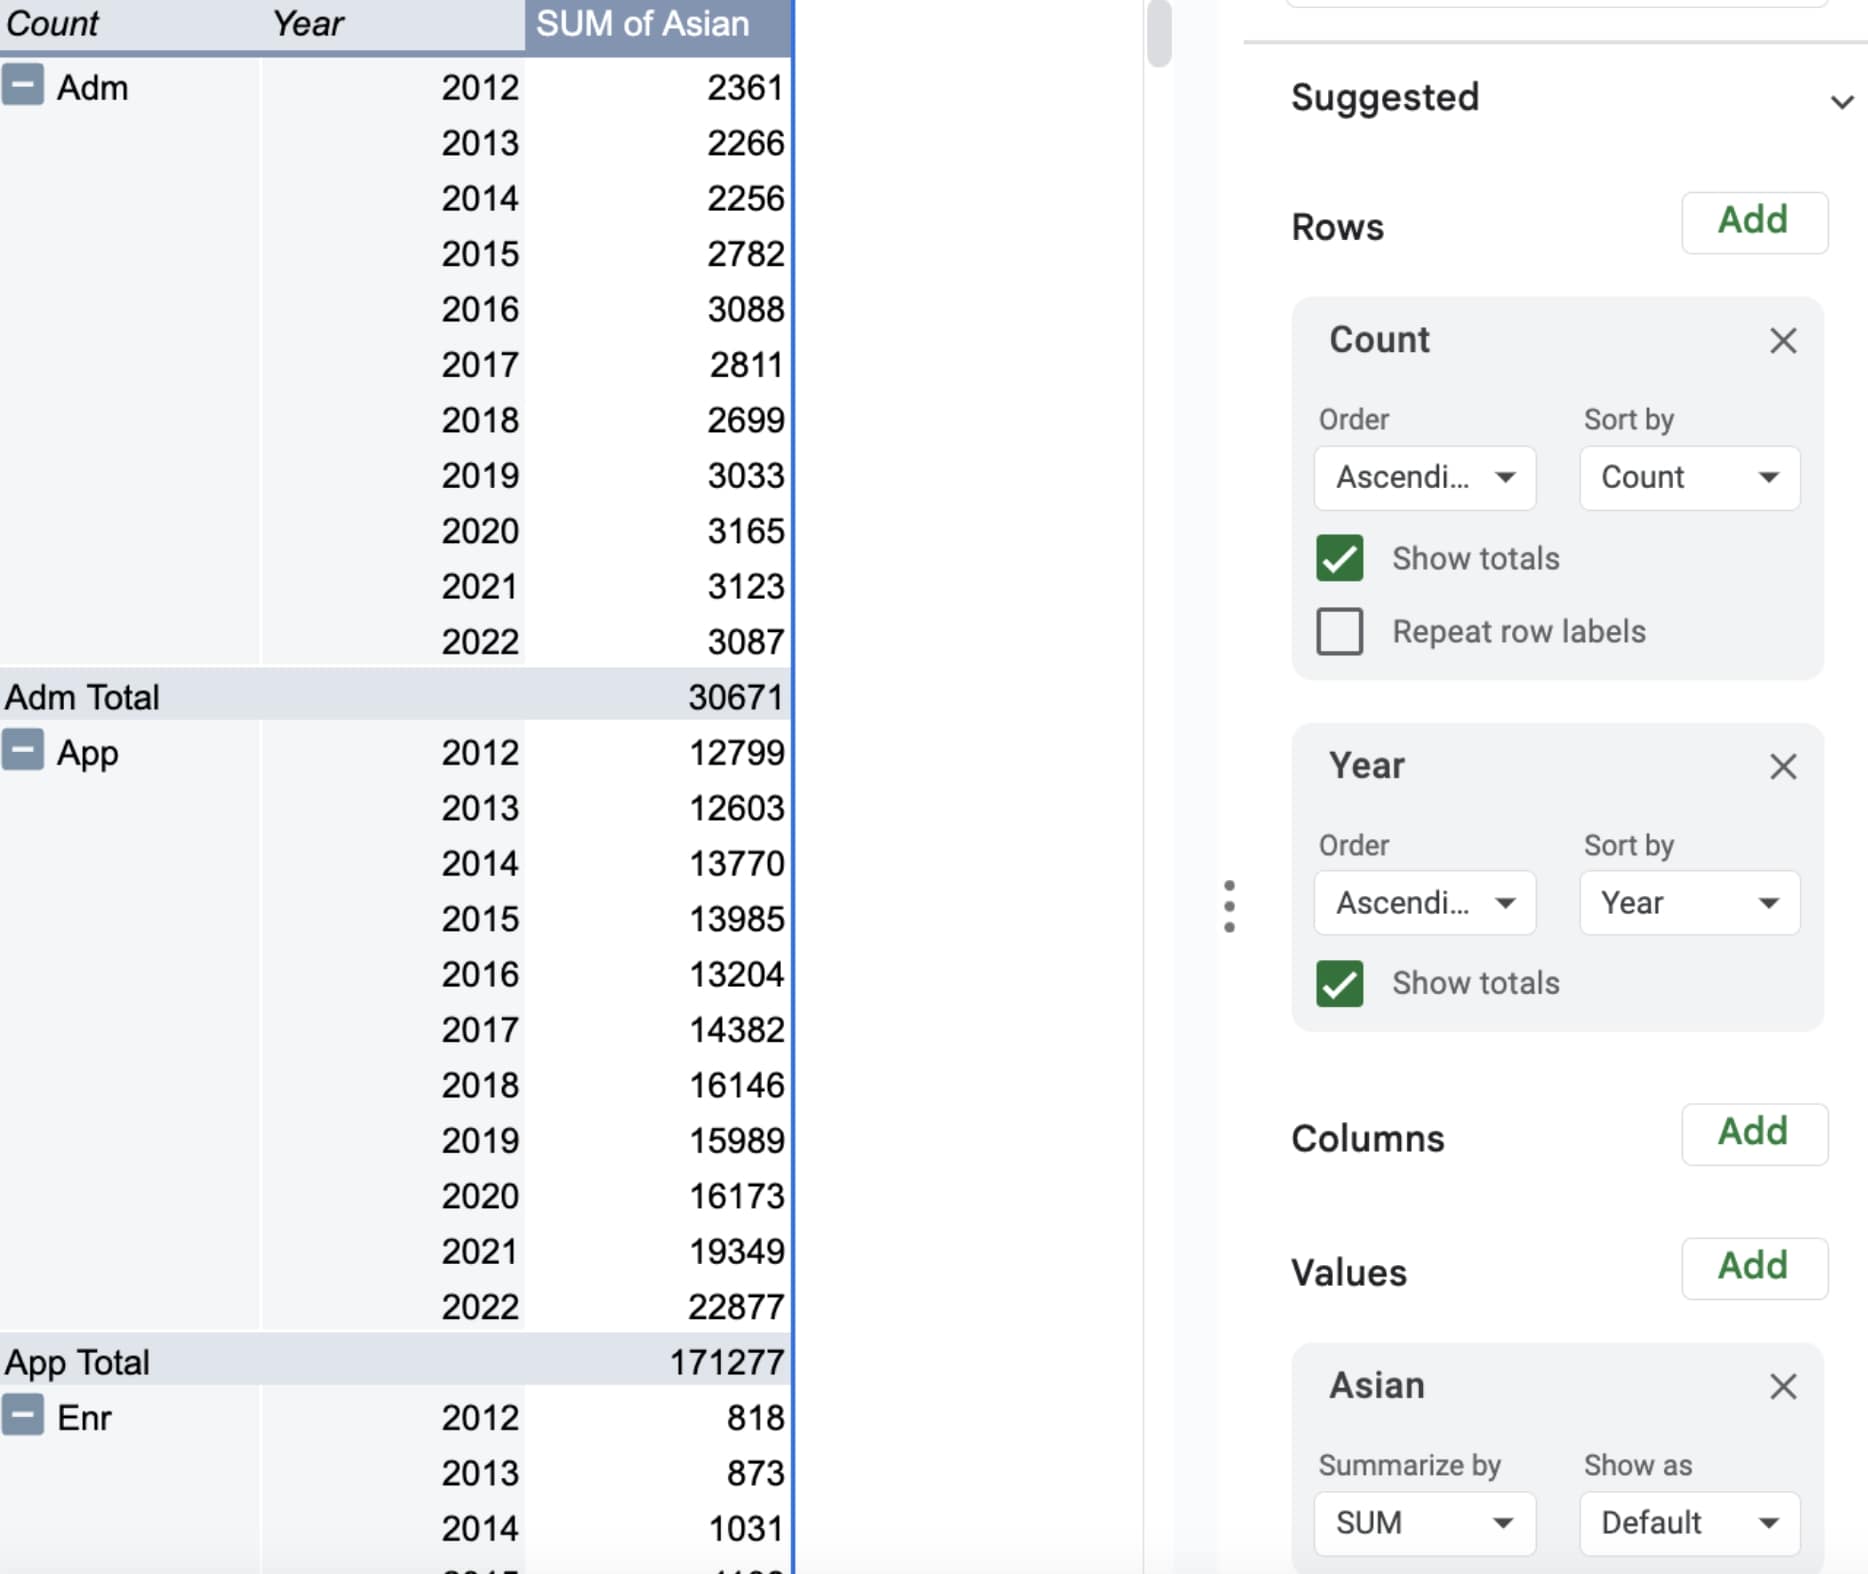 Count Year SUM of Asian
Adm 2012 2361
2013 2266
2014 2256
2015 2782
2016 3088
2017 2811
2018 2699
2019 3033
2020 3165
2021 3123
2022 3087
Adm Total 30671
App 2012 12799
2013 12603
2014 13770
2015 13985
2016 13204
2017 14382
2018 16146
2019 15989
2020 16173
2021 19349
2022 22877
App Total 171277
Enr 2012 818
2013 873
2014 1031
Suggested
Rows Add
Count
Order Sort by
Ascendi... Count
Show totals
Repeat row labels
Year
Order Sort by
Ascendi... Year
Show totals
Columns Add
Values Add
Asian
Summarize by Show as
SUM Default